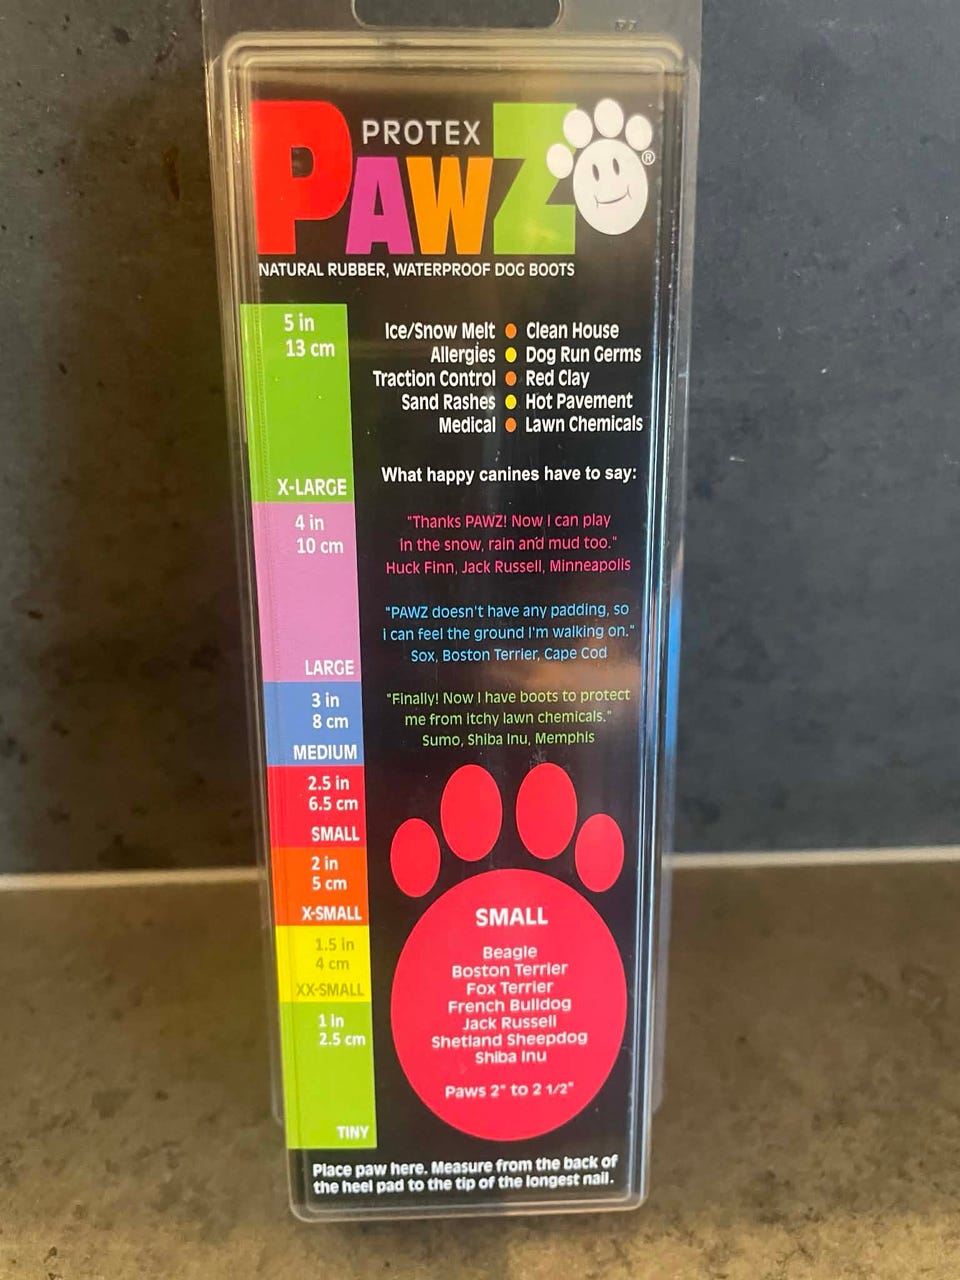 PROTEX
PAWZ
®
NATURAL RUBBER, WATERPROOF DOG BOOTS
5 in
13 cm
X-LARGE
4 in
10 cm
LARGE
3 in
8 cm
MEDIUM
2.5 in
6.5 cm
SMALL
2 in
5 cm
X-SMALL
1.5 in
4 cm
XX-SMALL
1 in
2.5 cm
TINY
Ice/Snow Melt Clean House
Allergies Dog Run Germs
Traction Control Red Clay
Sand Rashes Hot Pavement
Medical Lawn Chemicals
What happy canines have to say:
"Thanks PAWZ! Now I can play
in the snow, rain and mud too."
Huck Finn, Jack Russell, Minneapolis
"PAWZ doesn't have any padding, so
i can feel the ground I'm walking on."
Sox, Boston Terrier, Cape Cod
"Finally! Now I have boots to protect
me from itchy lawn chemicals."
Sumo, Shiba Inu, Memphis
SMALL
Beagle
Boston Terrier
Fox Terrier
French Bulldog
Jack Russell
Shetland Sheepdog
Shiba Inu
Paws 2" to 2 1/2"
Place paw here. Measure from the back of
the heel pad to the tip of the longest nail.